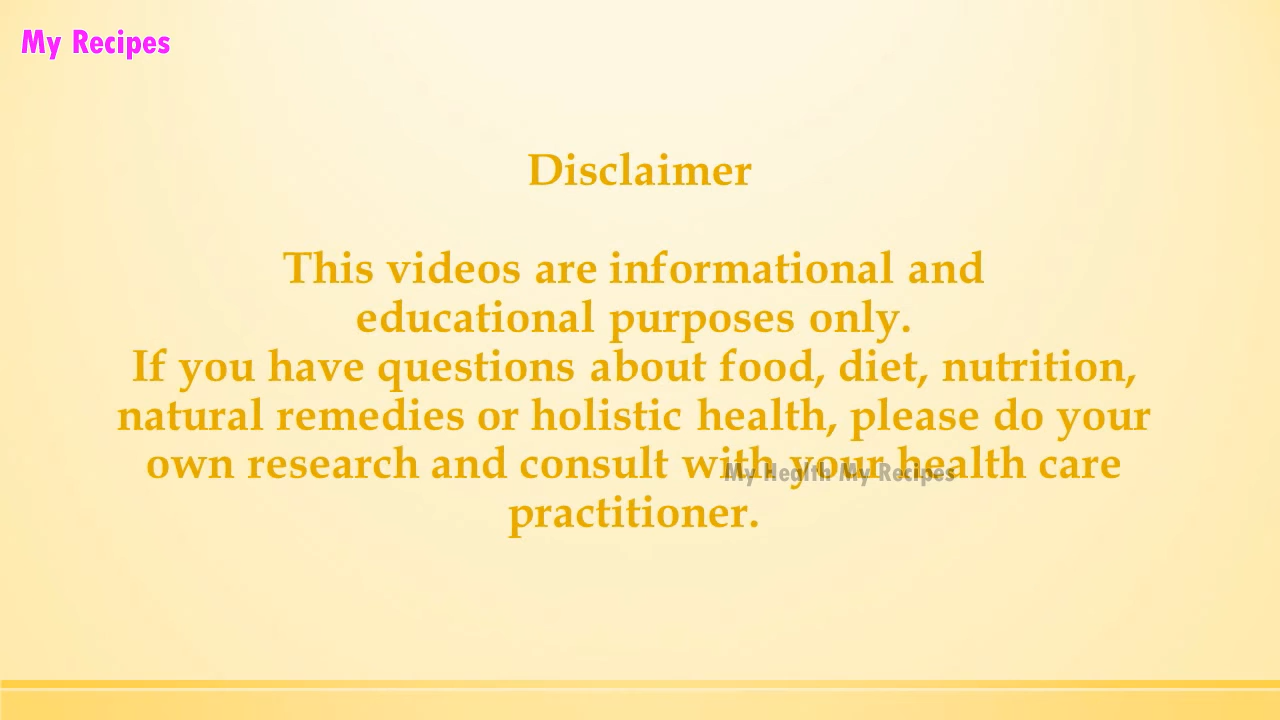 My Recipes
Disclaimer
This videos are informational and
educational purposes only.
If you have questions about food, diet, nutrition,
natural remedies or holistic health, please do your
own research and consult with your health care
My Health My Recipes
practitioner.